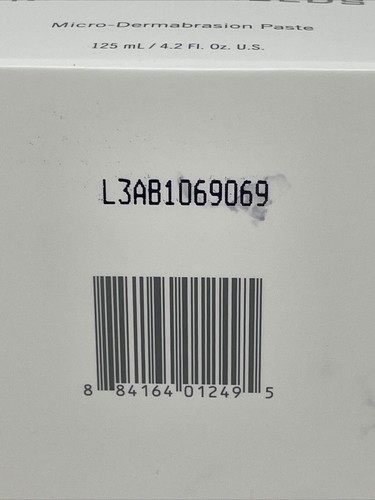 Micro-Dermabrasion Paste
125 mL / 4.2 Fl. Oz. U.S.
L3AB1069069
8 84164 01249 5